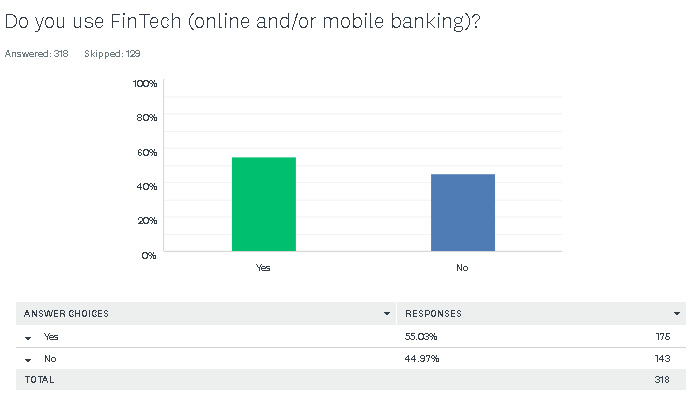 Do you use FinTech (online and/or mobile banking)?
Answered: 318 Skipped: 129
100%
80%
60%
40%
20%
0%
Yes No
ANSWER CHOICES RESPONSES
Yes 55.03% 175
No 44.97% 143
TOTAL 318